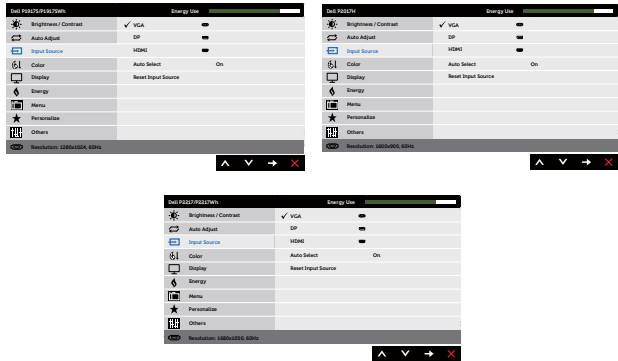 Dell P1917S/P1917SWh Energy Use
Brightness / Contrast VGA
Auto Adjust DP
Input Source HDMI
Color Auto Select On
Display Reset Input Source
Energy
Menu
Personalize
Others
Resolution: 1280x1024, 60Hz
Dell P2017H Energy Use
Brightness / Contrast VGA
Auto Adjust DP
Input Source HDMI
Color Auto Select On
Display Reset Input Source
Energy
Menu
Personalize
Others
Resolution: 1600x900, 60Hz
Dell P2217/P2217Wh Energy Use
Brightness / Contrast VGA
Auto Adjust DP
Input Source HDMI
Color Auto Select On
Display Reset Input Source
Energy
Menu
Personalize
Others
Resolution: 1680x1050, 60Hz